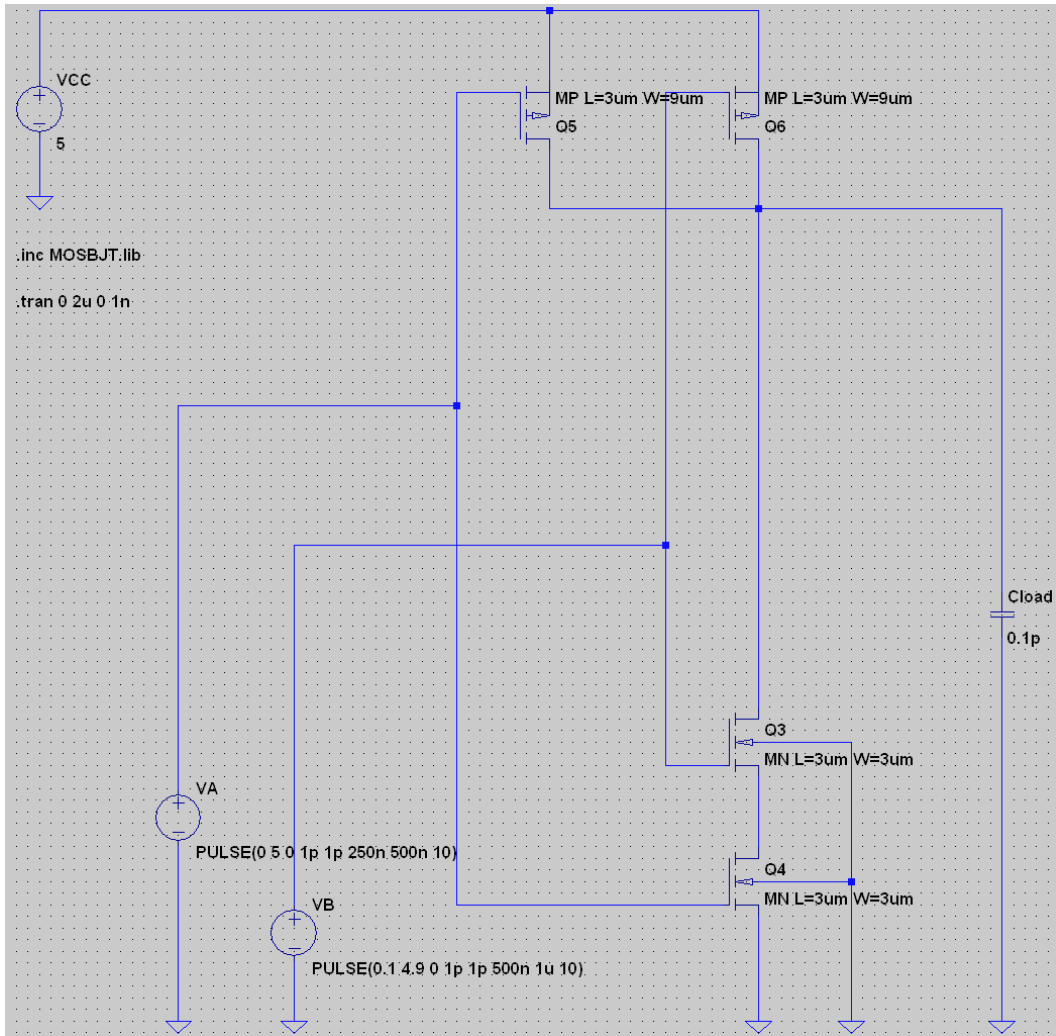 VCC
5
MP L=3um W=9um
Q5
MP L=3um W=9um
Q6
.inc MOSBJT.lib
.tran 0 2u 0 1n
Cload
0.1p
Q3
MN L=3um W=3um
VA
PULSE(0 5 0 1p 1p 250n 500n 10)
Q4
MN L=3um W=3um
VB
PULSE(0.1 4.9 0 1p 1p 500n 1u 10)